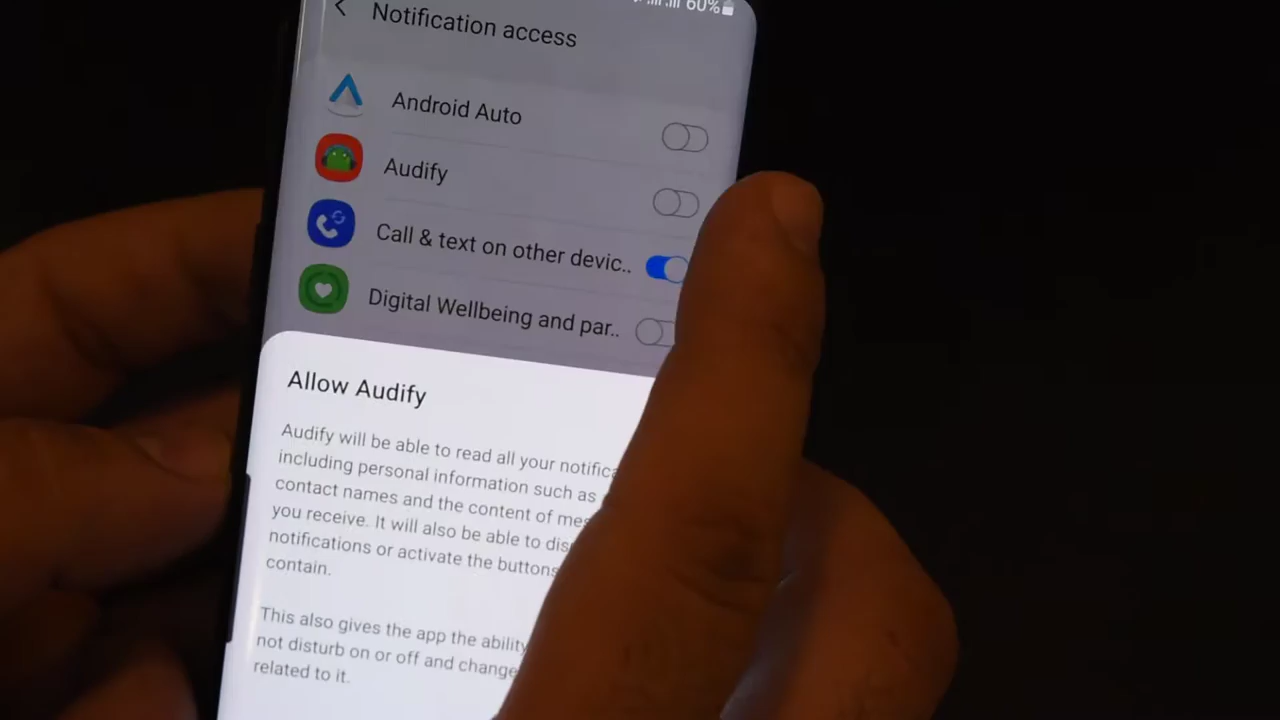 60%
Notification access
Android Auto
Audify
Call & text on other devic..
Digital Wellbeing and par..
Allow Audify
Audify will be able to read all your
including personal information such as
contact names and the content of
you receive. It will also be able to
notifications or activate the buttons
contain.
This also gives the app the ability
not disturb on or off and change
related to it.